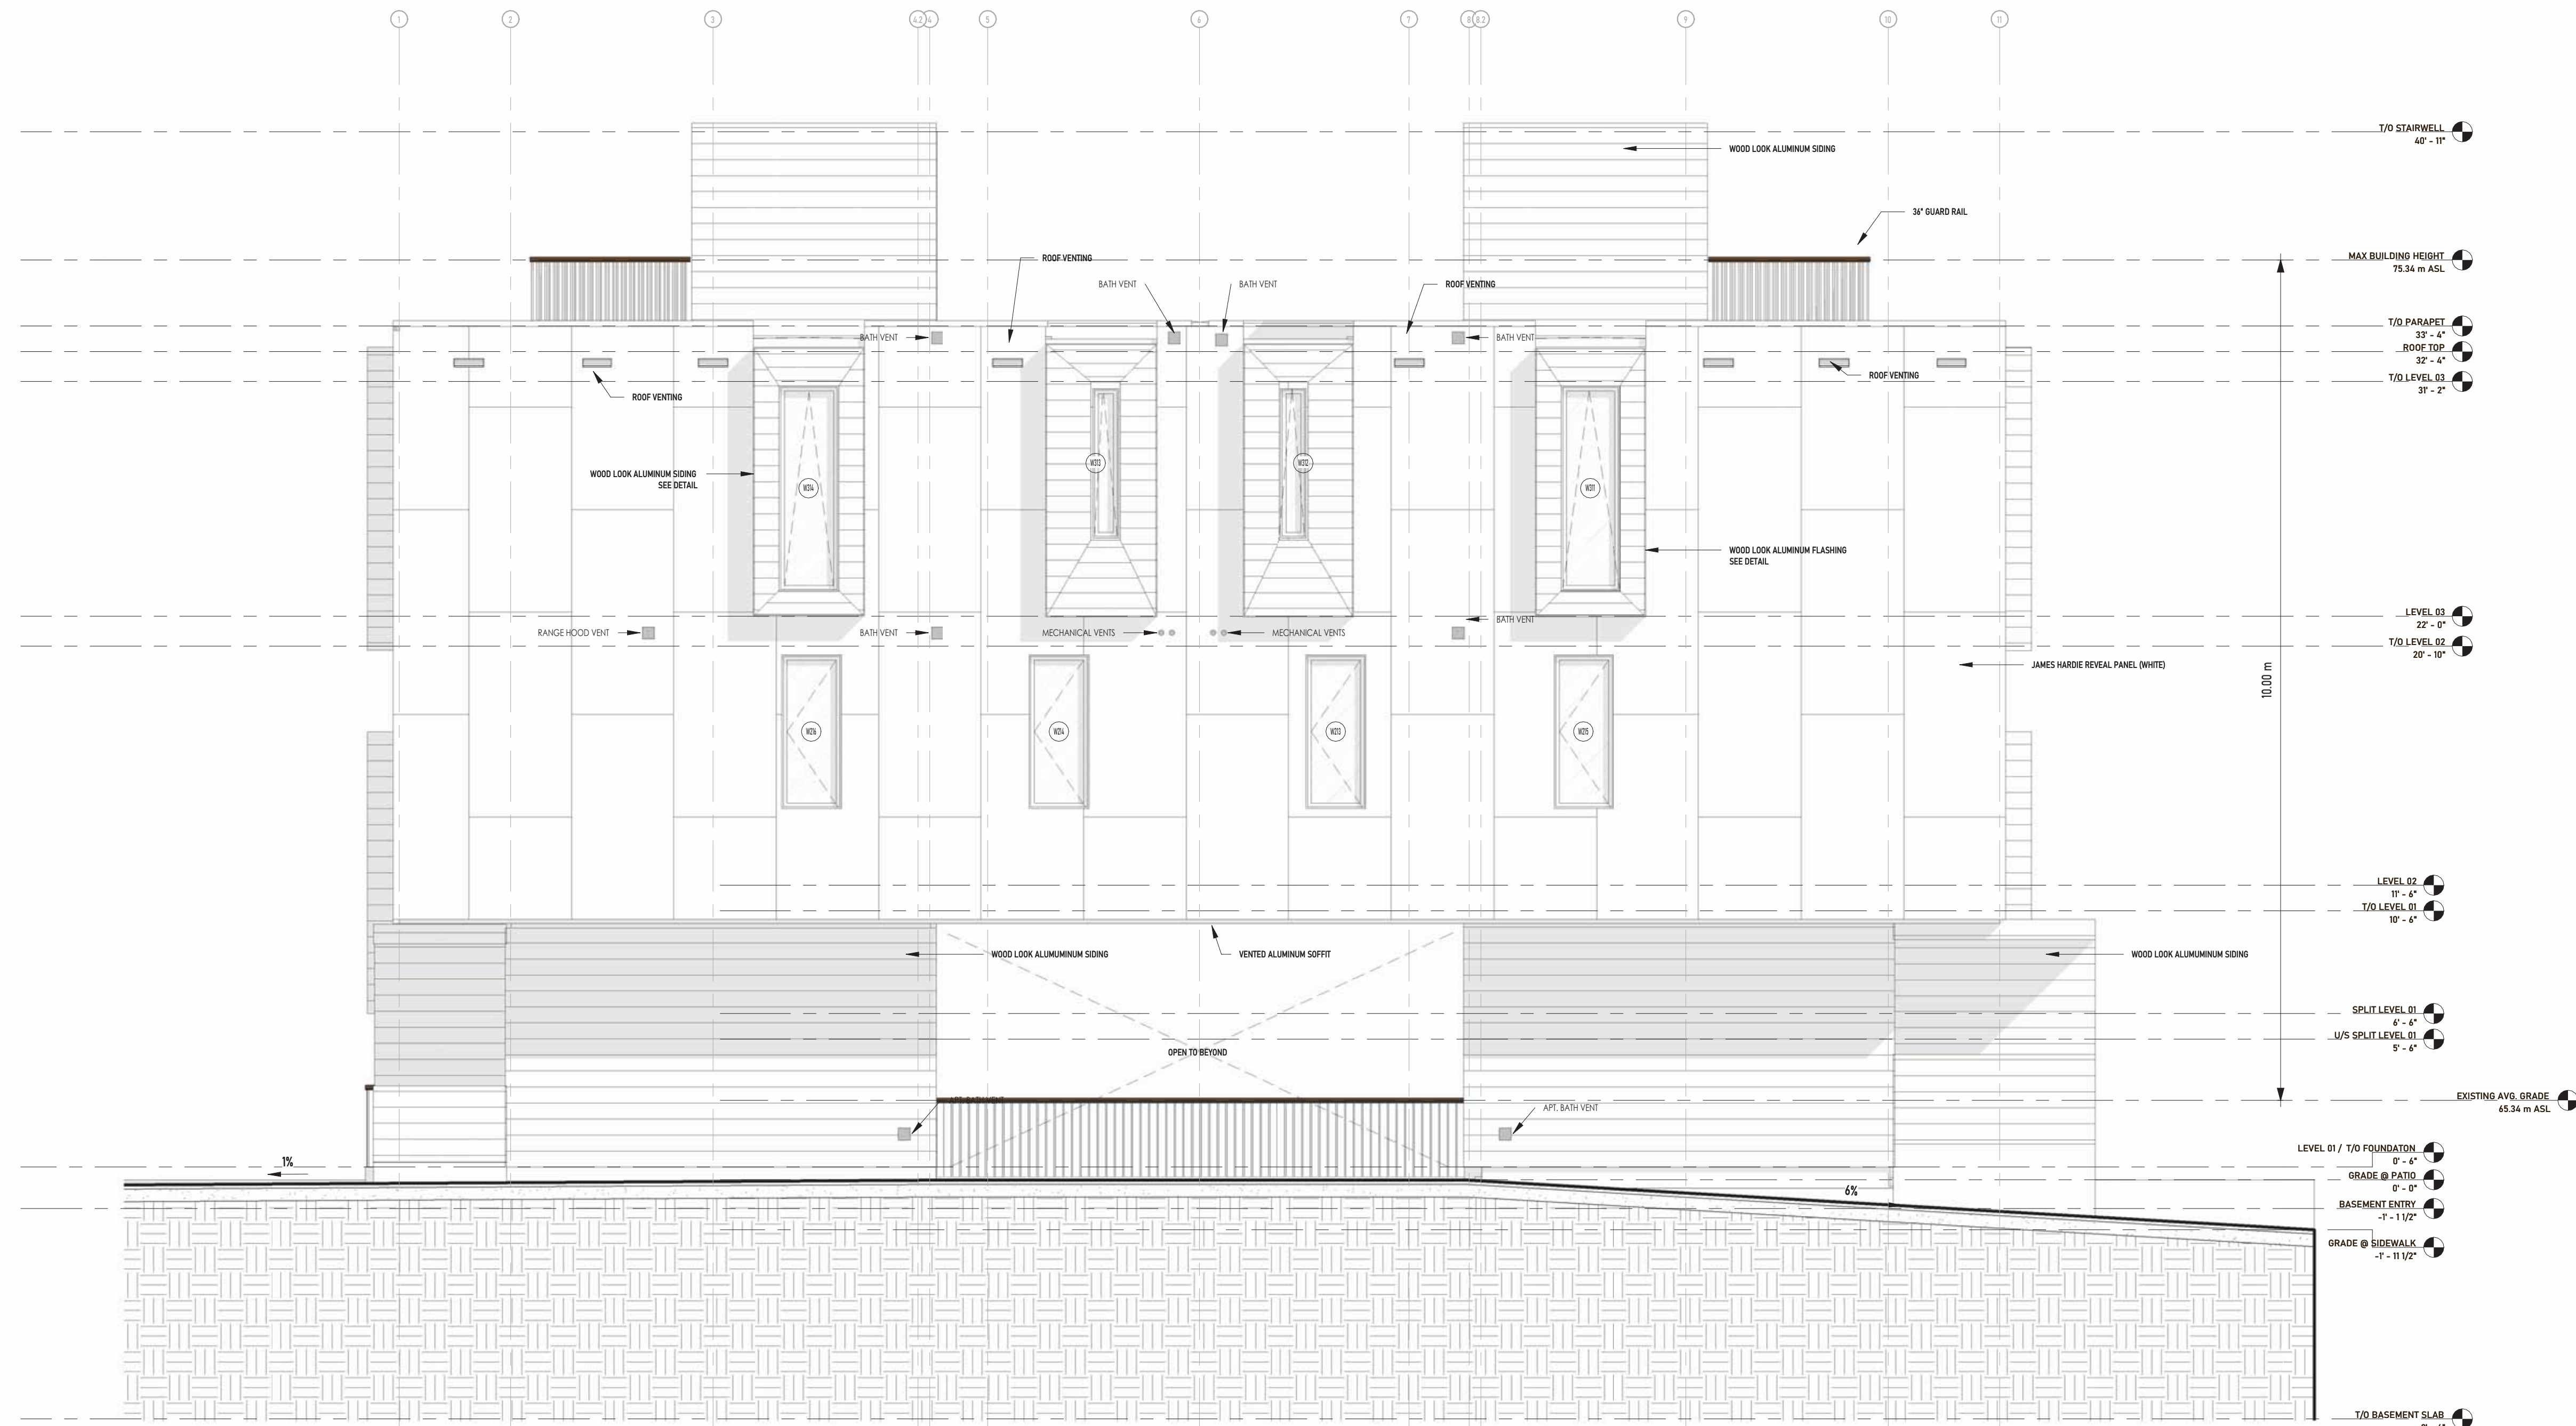 1
2
3
4.2
4
5
6
7
8
8.2
9
10
11
T/O STAIRWELL
40' - 11"
WOOD LOOK ALUMINUM SIDING
36" GUARD RAIL
ROOF VENTING
MAX BUILDING HEIGHT
75.34 m ASL
BATH VENT
BATH VENT
ROOF VENTING
T/O PARAPET
33' - 4"
BATH VENT
BATH VENT
ROOF TOP
32' - 4"
ROOF VENTING
T/O LEVEL 03
31' - 2"
ROOF VENTING
W313
W312
WOOD LOOK ALUMINUM SIDING
SEE DETAIL
W314
W311
WOOD LOOK ALUMINUM FLASHING
SEE DETAIL
LEVEL 03
22' - 0"
BATH VENT
RANGE HOOD VENT
BATH VENT
MECHANICAL VENTS
MECHANICAL VENTS
T/O LEVEL 02
20' - 10"
JAMES HARDIE REVEAL PANEL (WHITE)
10.00 m
W216
W214
W213
W215
LEVEL 02
11' - 6"
T/O LEVEL 01
10' - 6"
WOOD LOOK ALUMUMINUM SIDING
VENTED ALUMINUM SOFFIT
WOOD LOOK ALUMUMINUM SIDING
SPLIT LEVEL 01
6' - 6"
U/S SPLIT LEVEL 01
5' - 6"
OPEN TO BEYOND
EXISTING AVG. GRADE
65.34 m ASL
APT. BATH VENT
APT. BATH VENT
LEVEL 01 / T/O FOUNDATON
0' - 6"
1%
GRADE @ PATIO
0' - 0"
6%
BASEMENT ENTRY
-1' - 1 1/2"
GRADE @ SIDEWALK
-1' - 11 1/2"
T/O BASEMENT SLAB